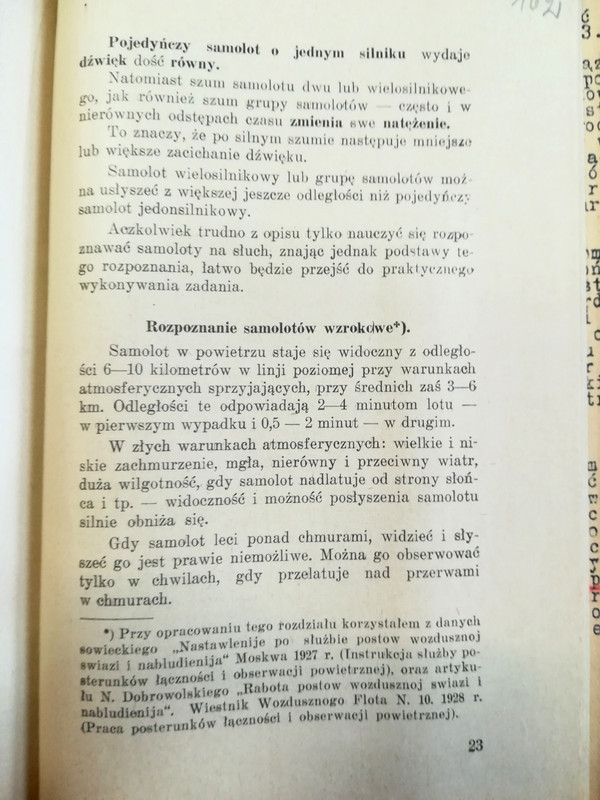 102
Pojedyńczy samolot o jednym silniku wydaje
dźwięk dość równy.
Natomiast szum samolotu dwu lub wielosilnikowe-
go, jak również szum grupy samolotów — często i w
nierównych odstępach czasu zmienia swe natężenie.
To znaczy, że po silnym szumie następuje mniejsze
lub większe zacichanie dźwięku.
Samolot wielosilnikowy lub grupę samolotów moż-
na usłyszeć z większej jeszcze odległości niż pojedyńczy
samolot jedonsilnikowy.
Aczkolwiek trudno z opisu tylko nauczyć się rozpo-
znawać samoloty na słuch, znając jednak podstawy te-
go rozpoznania, łatwo będzie przejść do praktycznego
wykonywania zadania.
Rozpoznanie samolotów wzrokowe*).
Samolot w powietrzu staje się widoczny z odległo-
ści 6—10 kilometrów w linji poziomej przy warunkach
atmosferycznych sprzyjających, przy średnich zaś 3—6
km. Odległości te odpowiadają 2—4 minutom lotu —
w pierwszym wypadku i 0,5 — 2 minut — w drugim.
W złych warunkach atmosferycznych: wielkie i ni-
skie zachmurzenie, mgła, nierówny i przeciwny wiatr,
duża wilgotność, gdy samolot nadlatuje od strony słoń-
ca i tp. — widoczność i możność posłyszenia samolotu
silnie obniża się.
Gdy samolot leci ponad chmurami, widzieć i sły-
szeć go jest prawie niemożliwe. Można go obserwować
tylko w chwilach, gdy przelatuje nad przerwami
w chmurach.
*) Przy opracowaniu tego rozdziału korzystałem z danych
sowieckiego „Nastawlenije po służbie postow wozdusznoj
swiazi i nabludienija“ Moskwa 1927 r. (Instrukcja służby po-
sterunków łączności i obserwacji powietrznej), oraz artyku-
łu N. Dobrowolskiego „Rabota postow wozdusznoj swiazi i
nabludienija“. Wiestnik Wozdusznogo Flota N. 10. 1928 r.
(Praca posterunków łączności i obserwacji powietrznej).
23